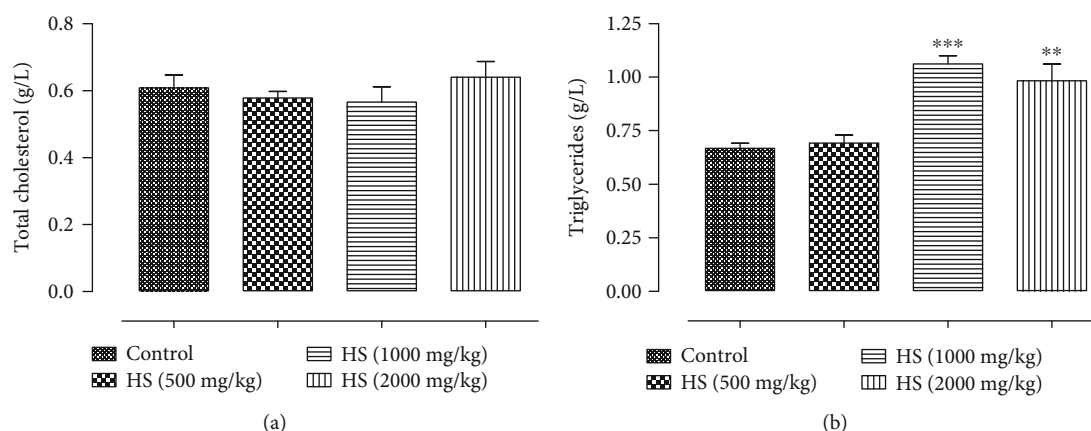 Total cholesterol (g/L)
0.8
0.6
0.4
0.2
0.0
Control
HS (500 mg/kg)
HS (1000 mg/kg)
HS (2000 mg/kg)
(a)
Triglycerides (g/L)
1.25
1.00
0.75
0.50
0.25
0.00
***
**
Control
HS (500 mg/kg)
HS (1000 mg/kg)
HS (2000 mg/kg)
(b)